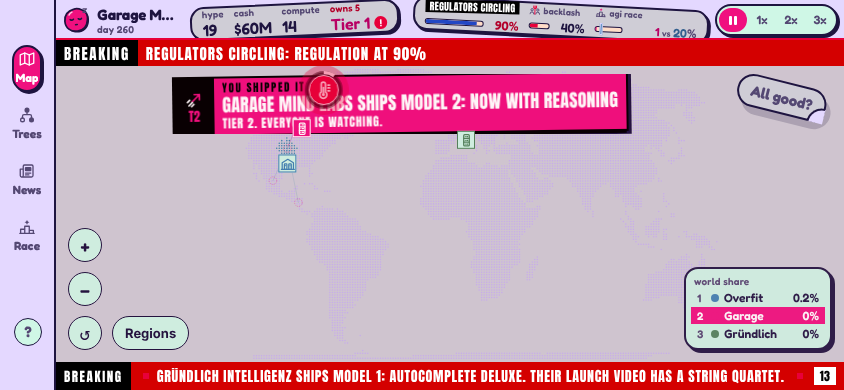 Garage M...
day 260
hype
19
cash
$60M
compute
14
owns 5
Tier 1 !
REGULATORS CIRCLING
90%
backlash
40%
agi race
1 vs 20%
1x
2x
3x
BREAKING
REGULATORS CIRCLING: REGULATION AT 90%
Map
Trees
News
Race
?
T2
YOU SHIPPED IT
GARAGE MIND LABS SHIPS MODEL 2: NOW WITH REASONING
TIER 2. EVERYONE IS WATCHING.
All good?
+
–
Regions
world share
1 Overfit 0.2%
2 Garage 0%
3 Gründlich 0%
BREAKING
GRÜNDLICH INTELLIGENZ SHIPS MODEL 1: AUTOCOMPLETE DELUXE. THEIR LAUNCH VIDEO HAS A STRING QUARTET.
13